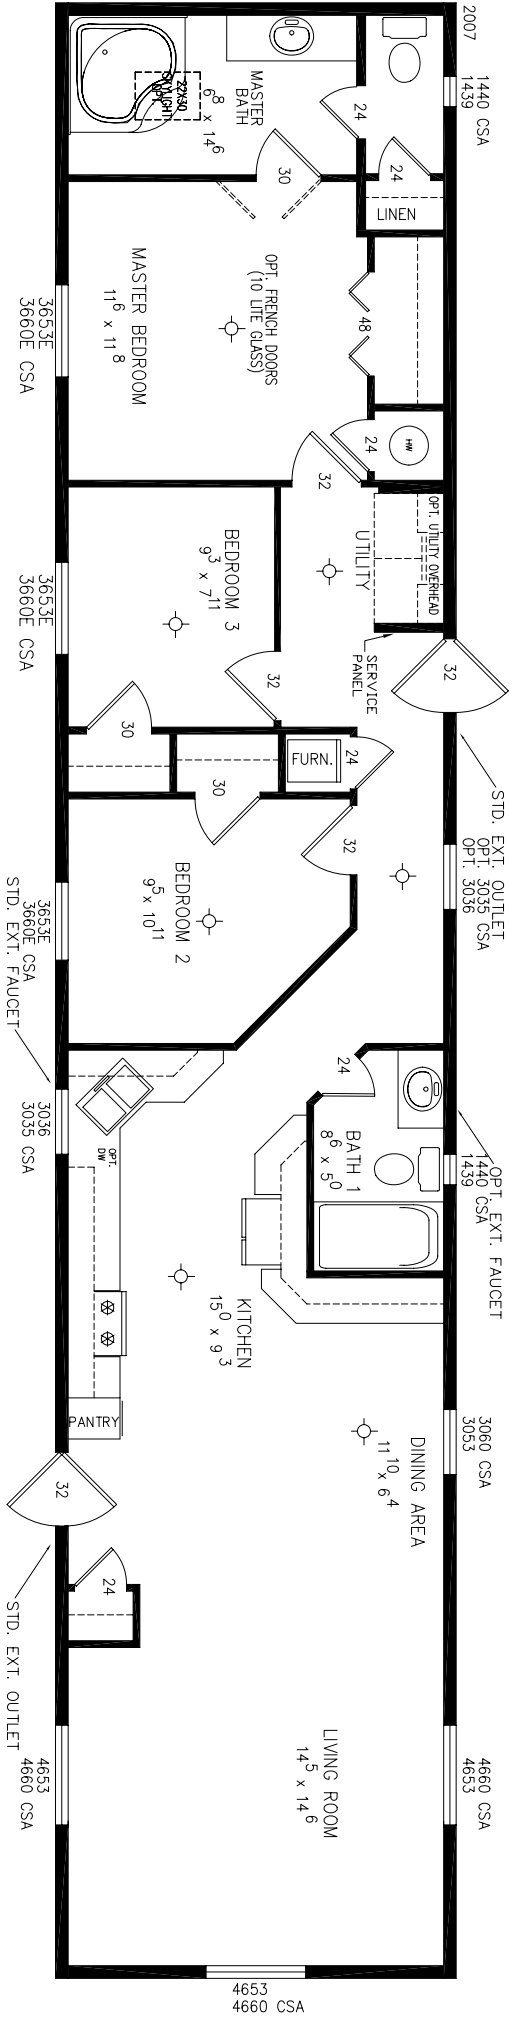 2007
1440 CSA
1439
24
24
LINEN
MASTER
BATH
6⁸ x 14⁶
22X30
SKYLIGHT
OPT.
30
OPT. FRENCH DOORS
(10 LITE GLASS)
48
MASTER BEDROOM
11⁶ x 11⁸
3653E
3660E CSA
24
HW
32
OPT. UTILITY OVERHEAD
UTILITY
SERVICE
PANEL
BEDROOM 3
9³ x 7¹¹
3653E
3660E CSA
32
32
30
30
FURN.
24
STD. EXT. OUTLET
OPT. 3035 CSA
OPT. 3036
32
BEDROOM 2
9⁵ x 10¹¹
3653E
3660E CSA
STD. EXT. FAUCET
3036
3035 CSA
24
BATH 1
8⁶ x 5⁰
OPT. EXT. FAUCET
1440 CSA
1439
OPT.
DW
KITCHEN
15⁰ x 9³
PANTRY
DINING AREA
11¹⁰ x 6⁴
3060 CSA
3053
32
24
STD. EXT. OUTLET
LIVING ROOM
14⁵ x 14⁶
4653
4660 CSA
4660 CSA
4653
4653
4660 CSA